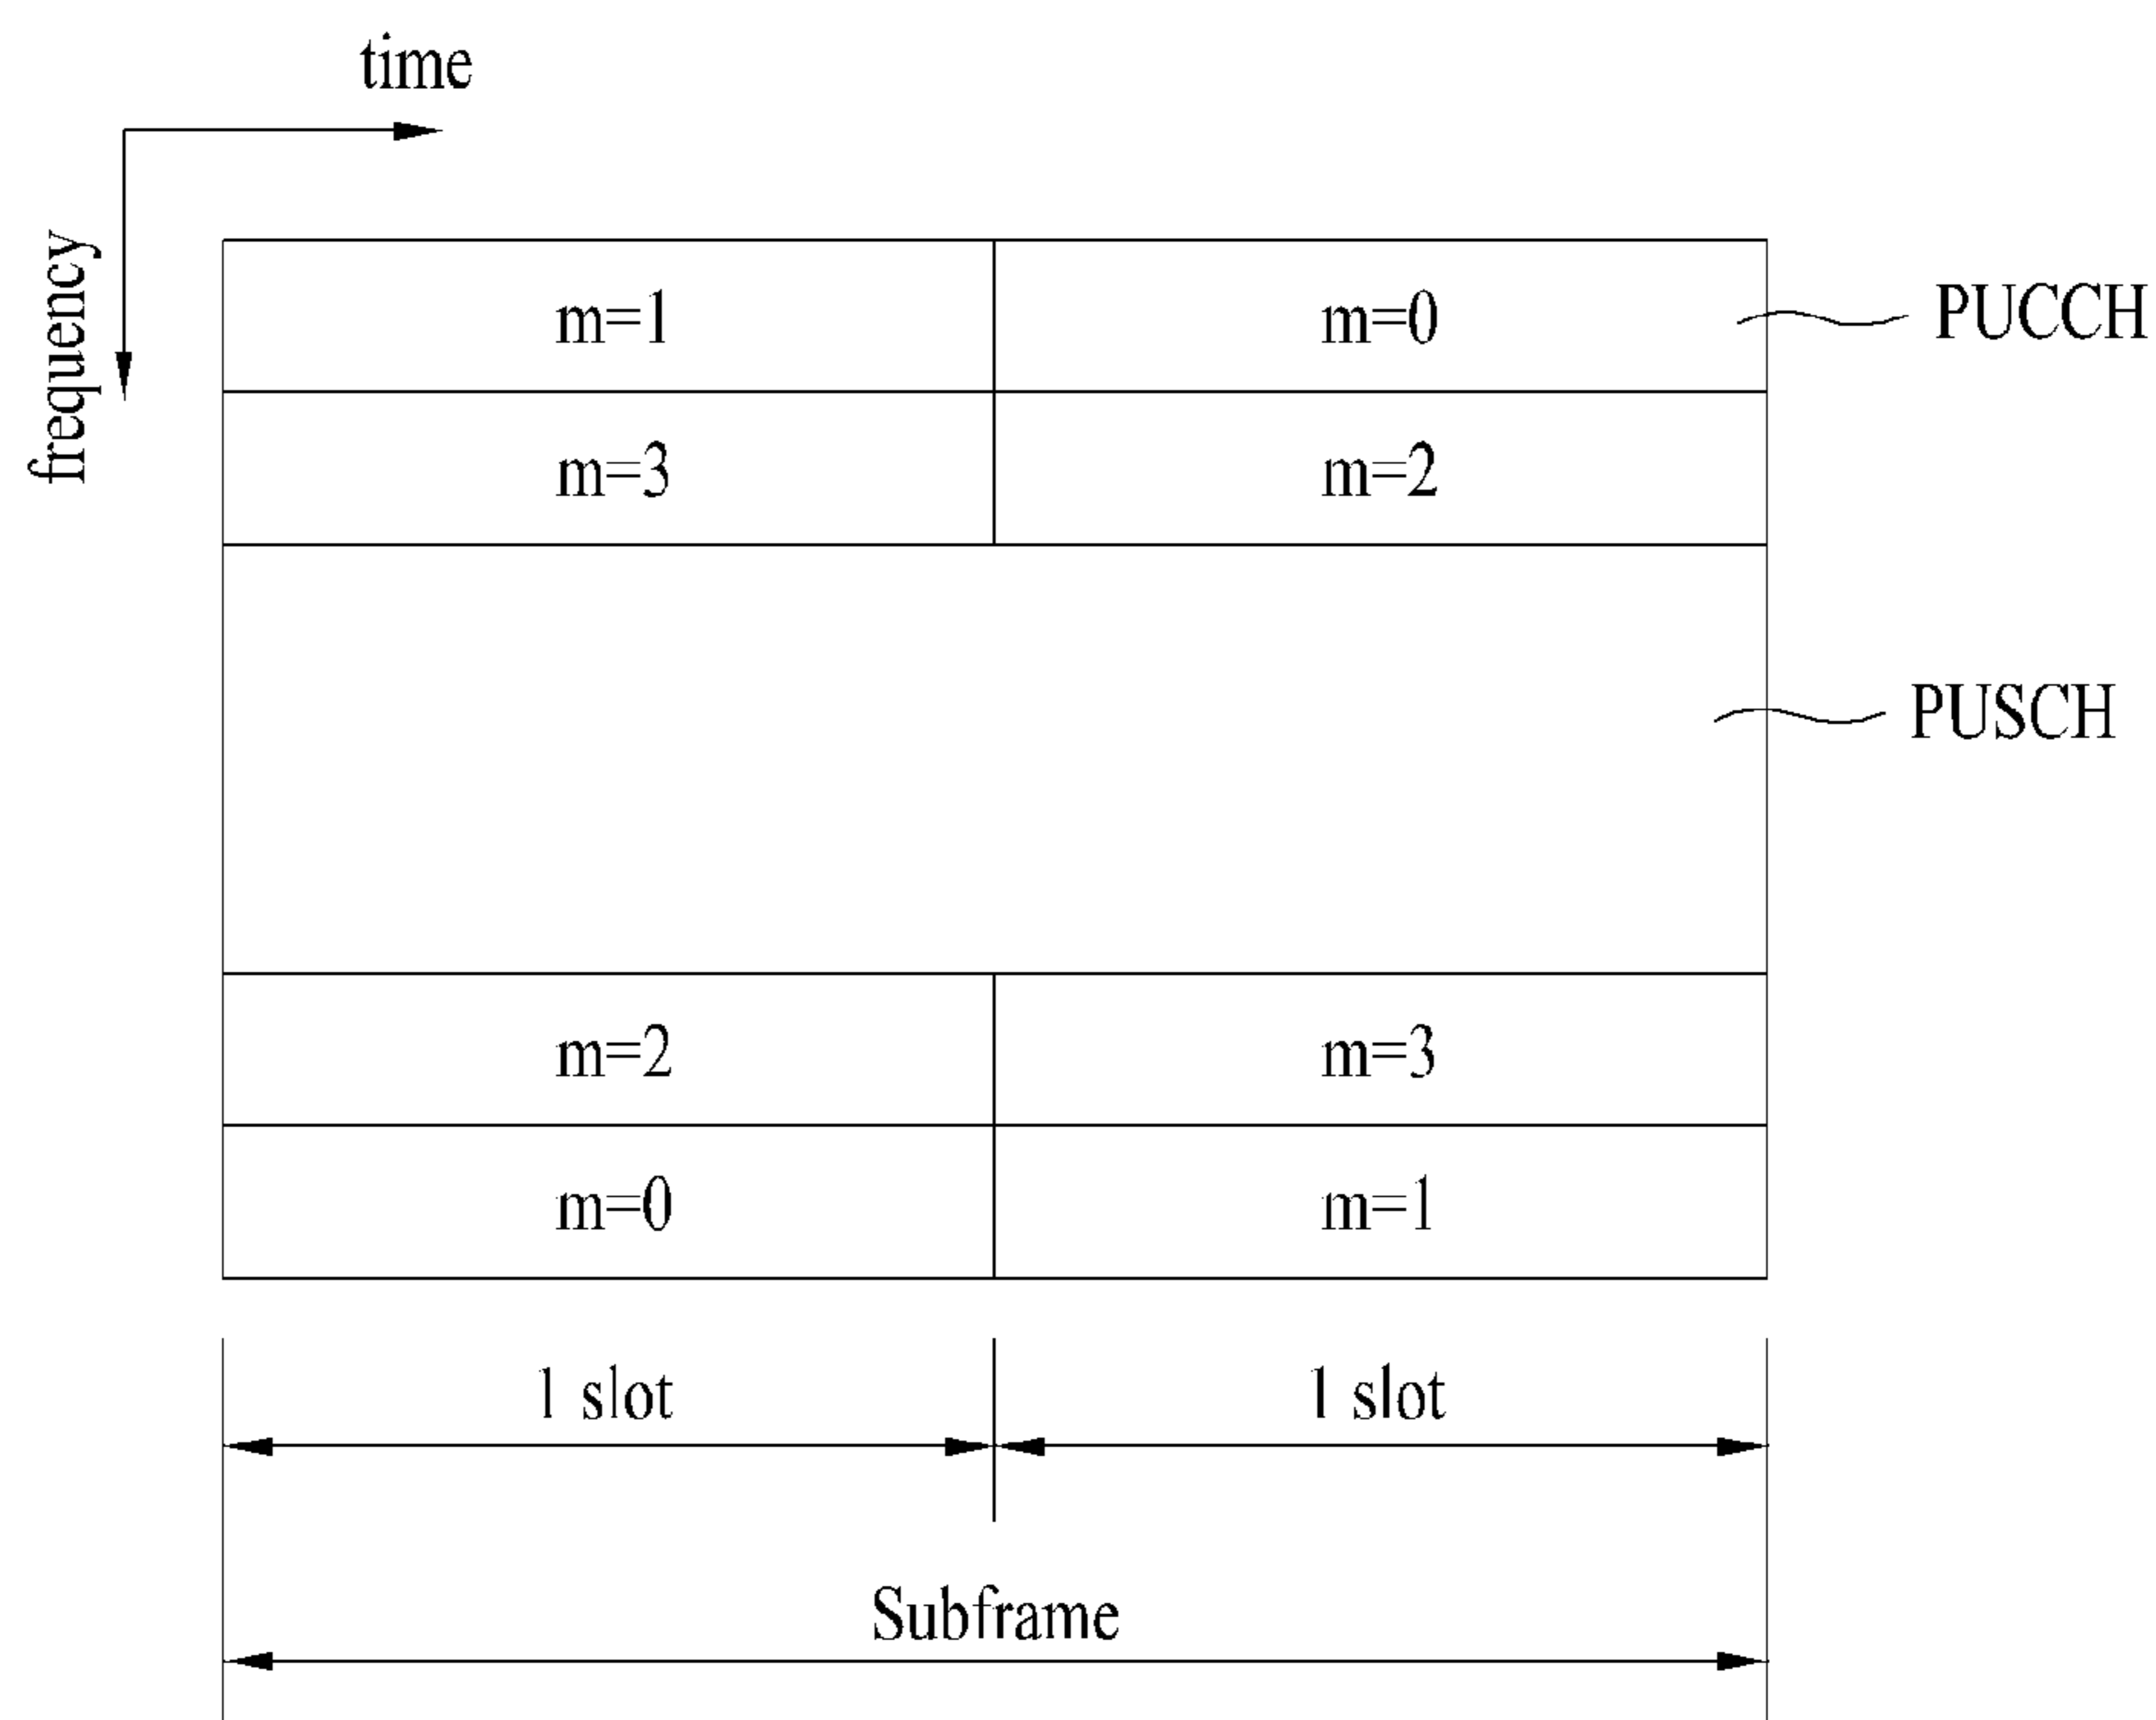 time
frequency
m=1
m=0
PUCCH
m=3
m=2
PUSCH
m=2
m=3
m=0
m=1
1 slot
1 slot
Subframe